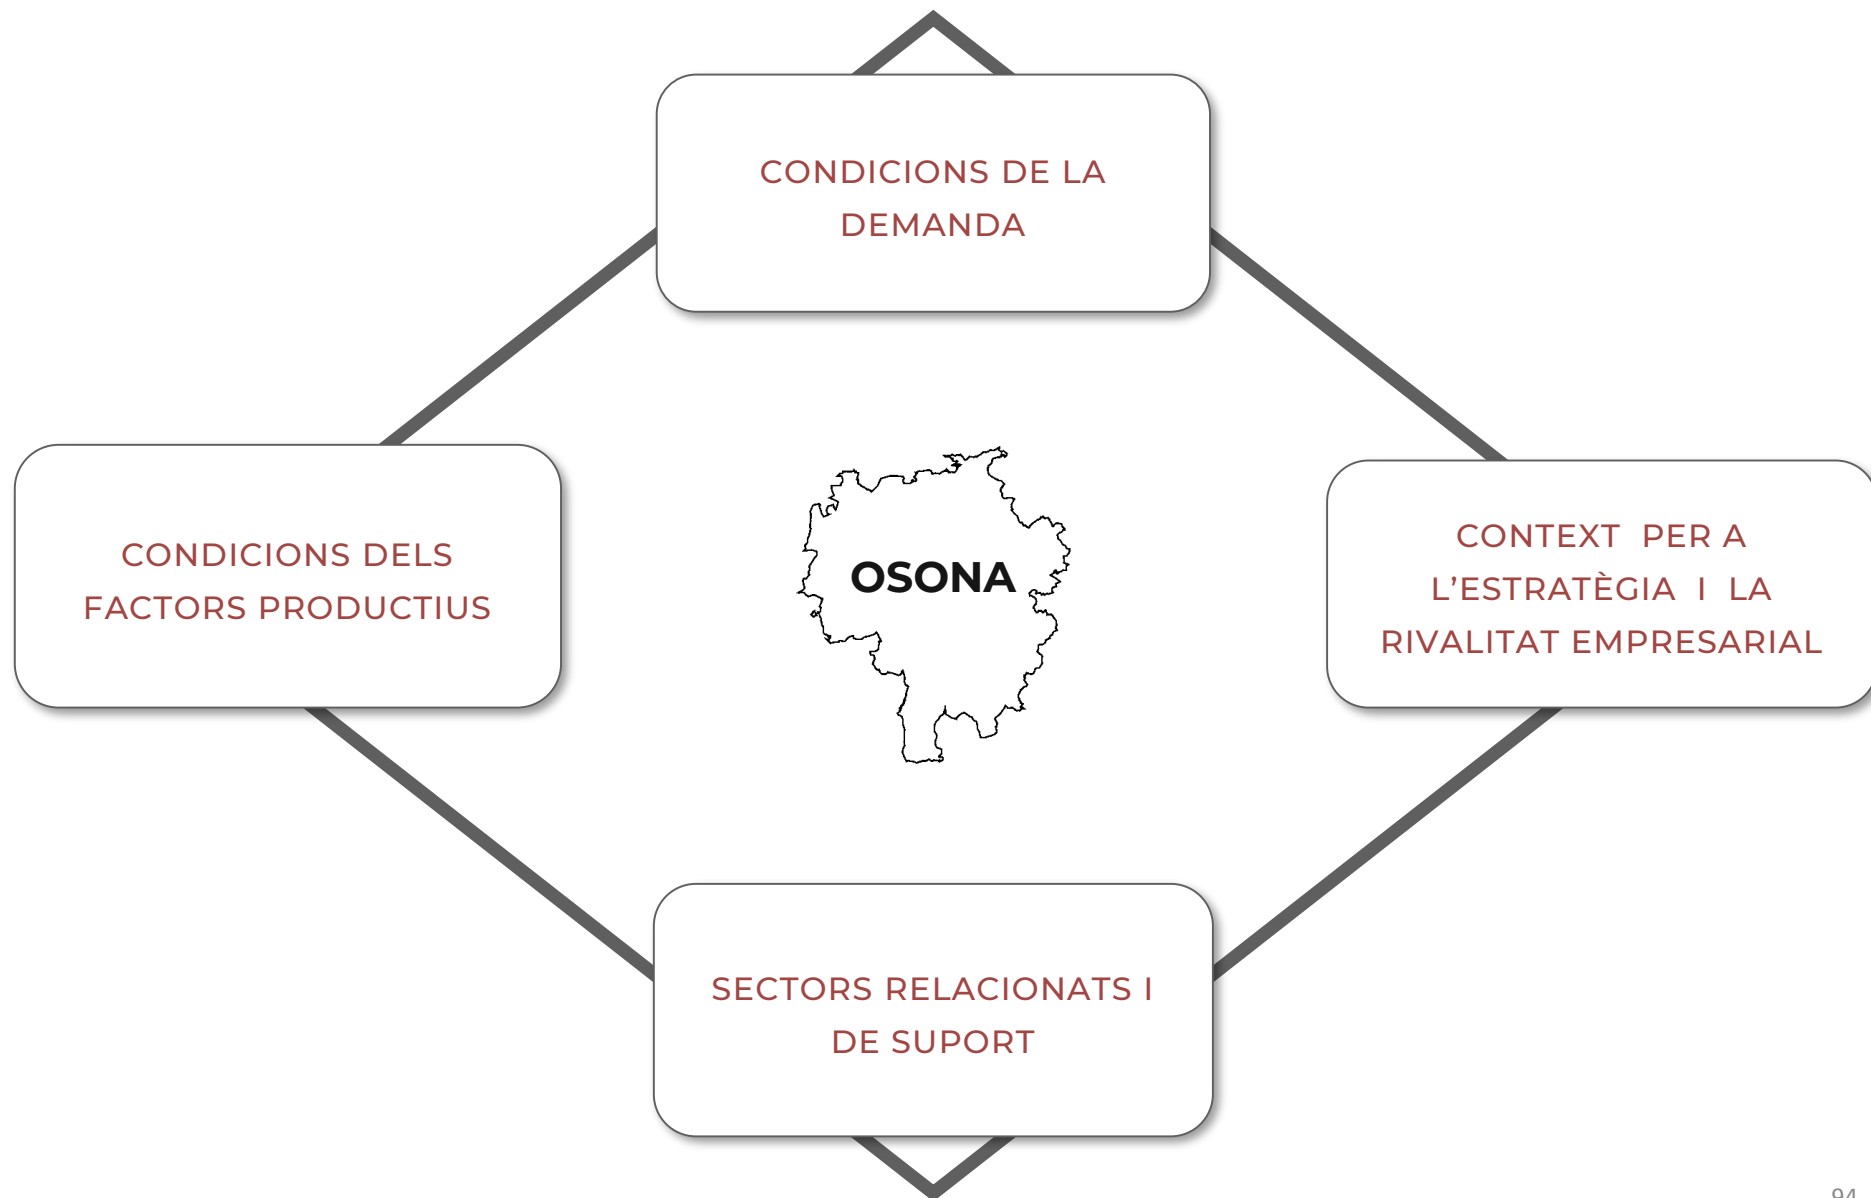 CONDICIONS DE LA
DEMANDA
CONDICIONS DELS
FACTORS PRODUCTIUS
OSONA
CONTEXT PER A
L’ESTRATÈGIA I LA
RIVALITAT EMPRESARIAL
SECTORS RELACIONATS I
DE SUPORT
94